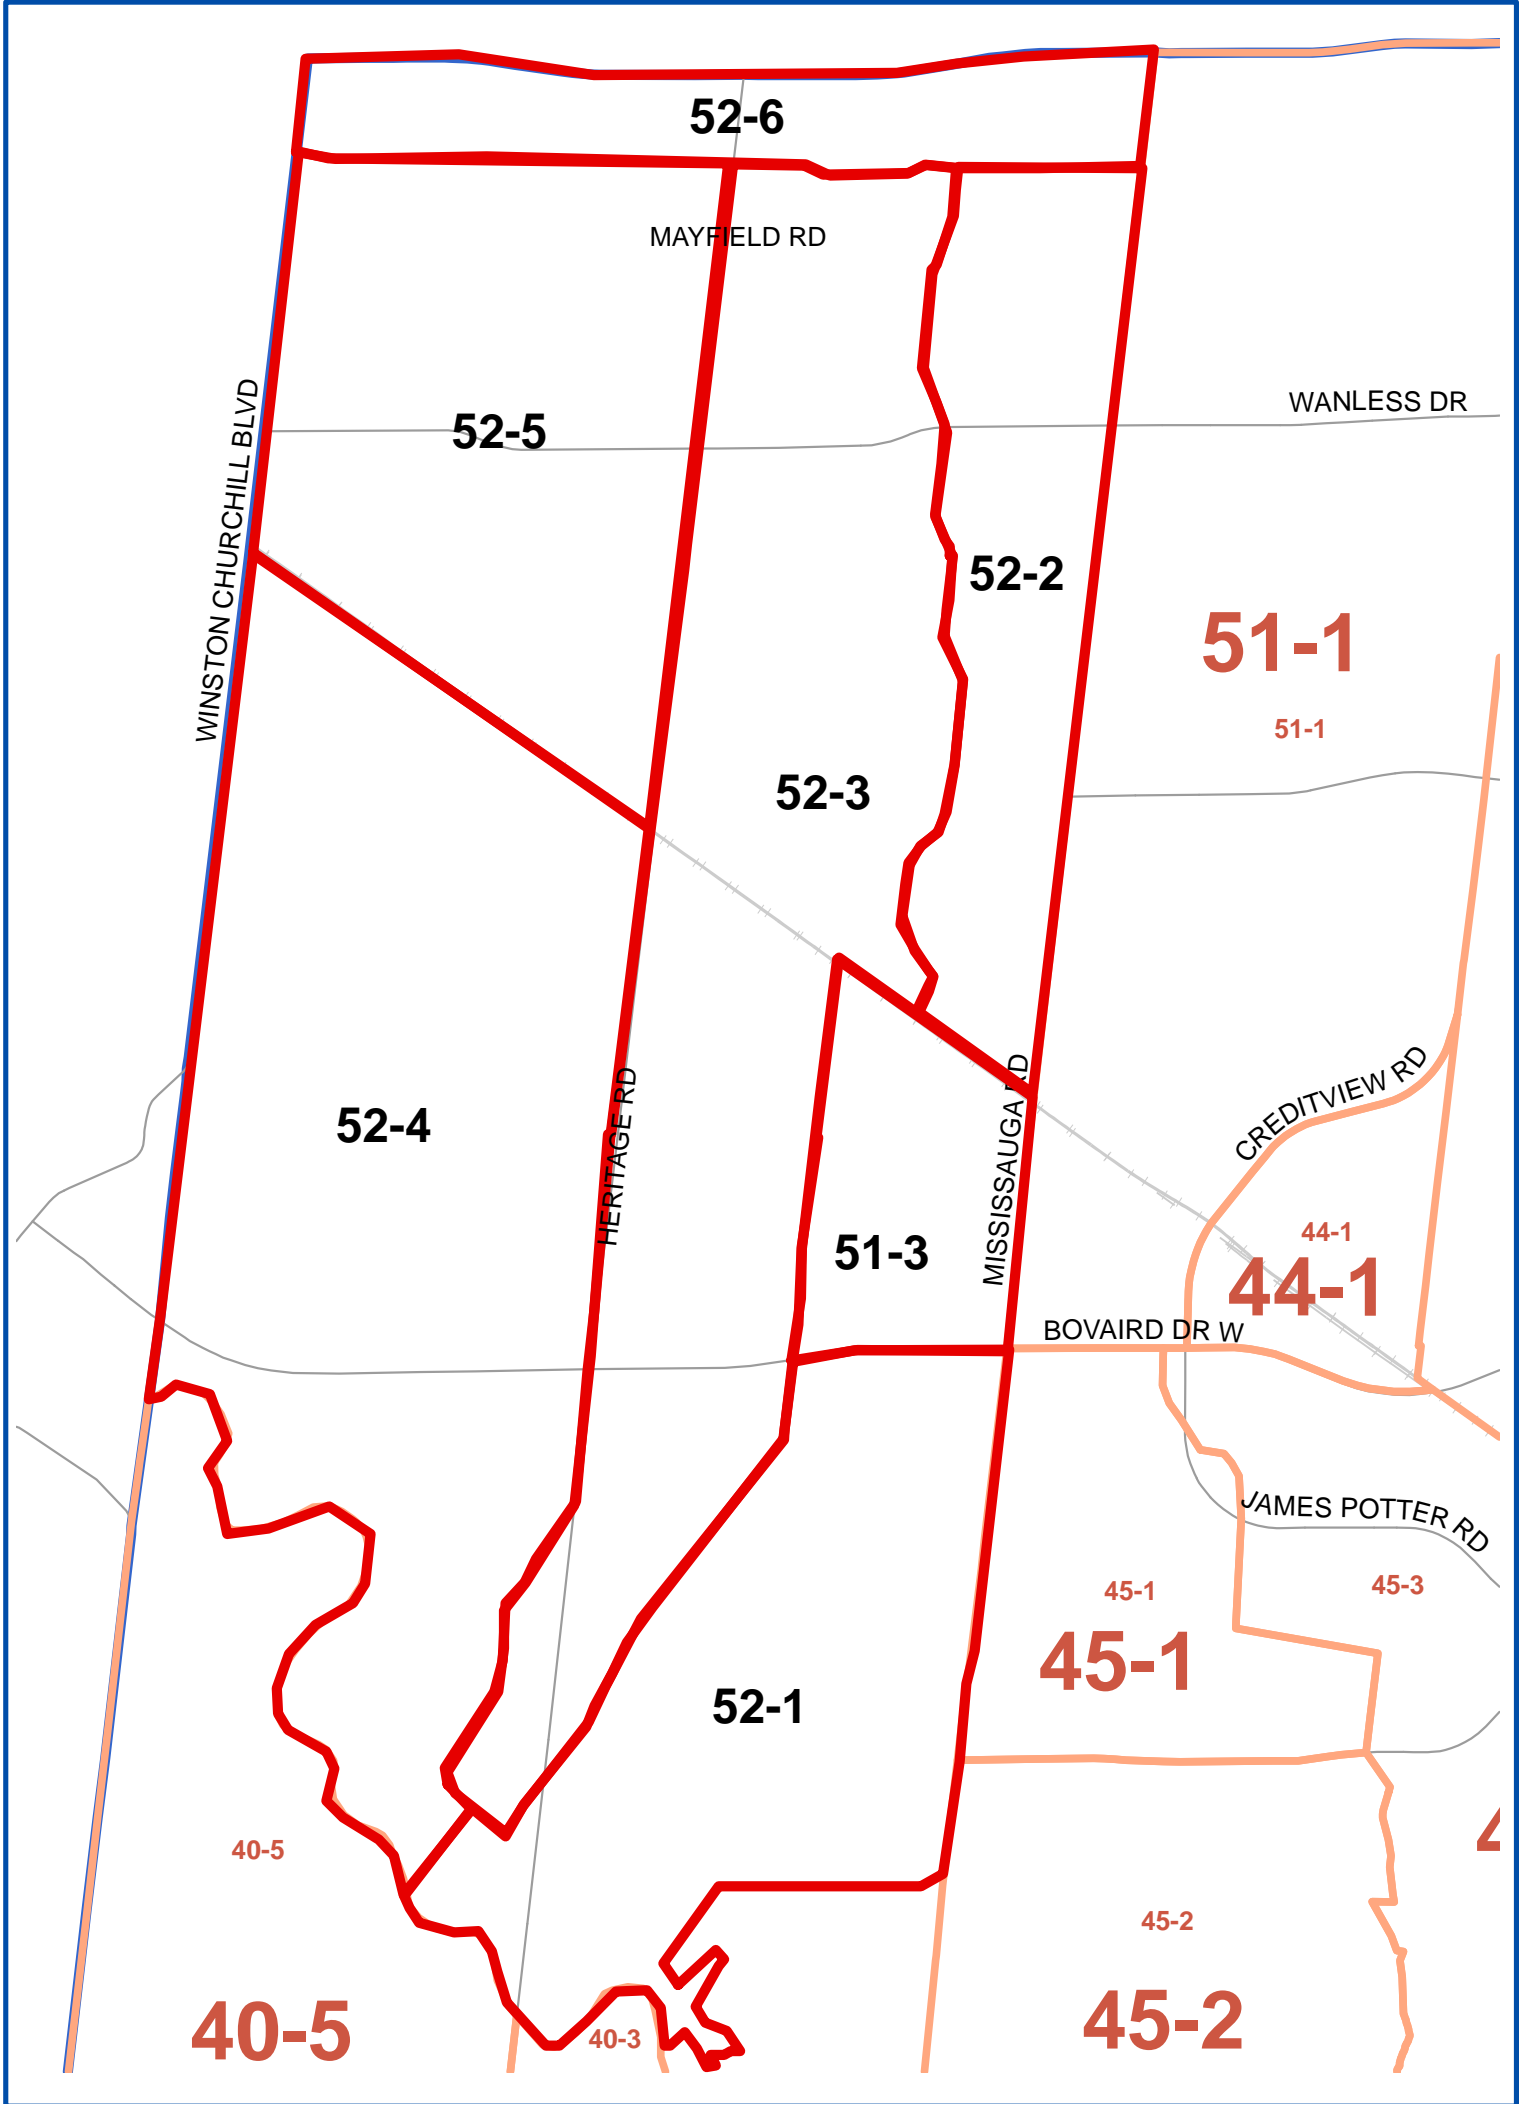 52-6
MAYFIELD RD
WANLESS DR
52-5
WINSTON CHURCHILL BLVD
52-2
51-1
51-1
52-3
CREDITVIEW RD
52-4
HERITAGE RD
MISSISSAUGA RD
51-3
44-1
44-1
BOVAIRD DR W
JAMES POTTER RD
45-1
45-3
45-1
52-1
40-5
45-2
40-5
40-3
45-2